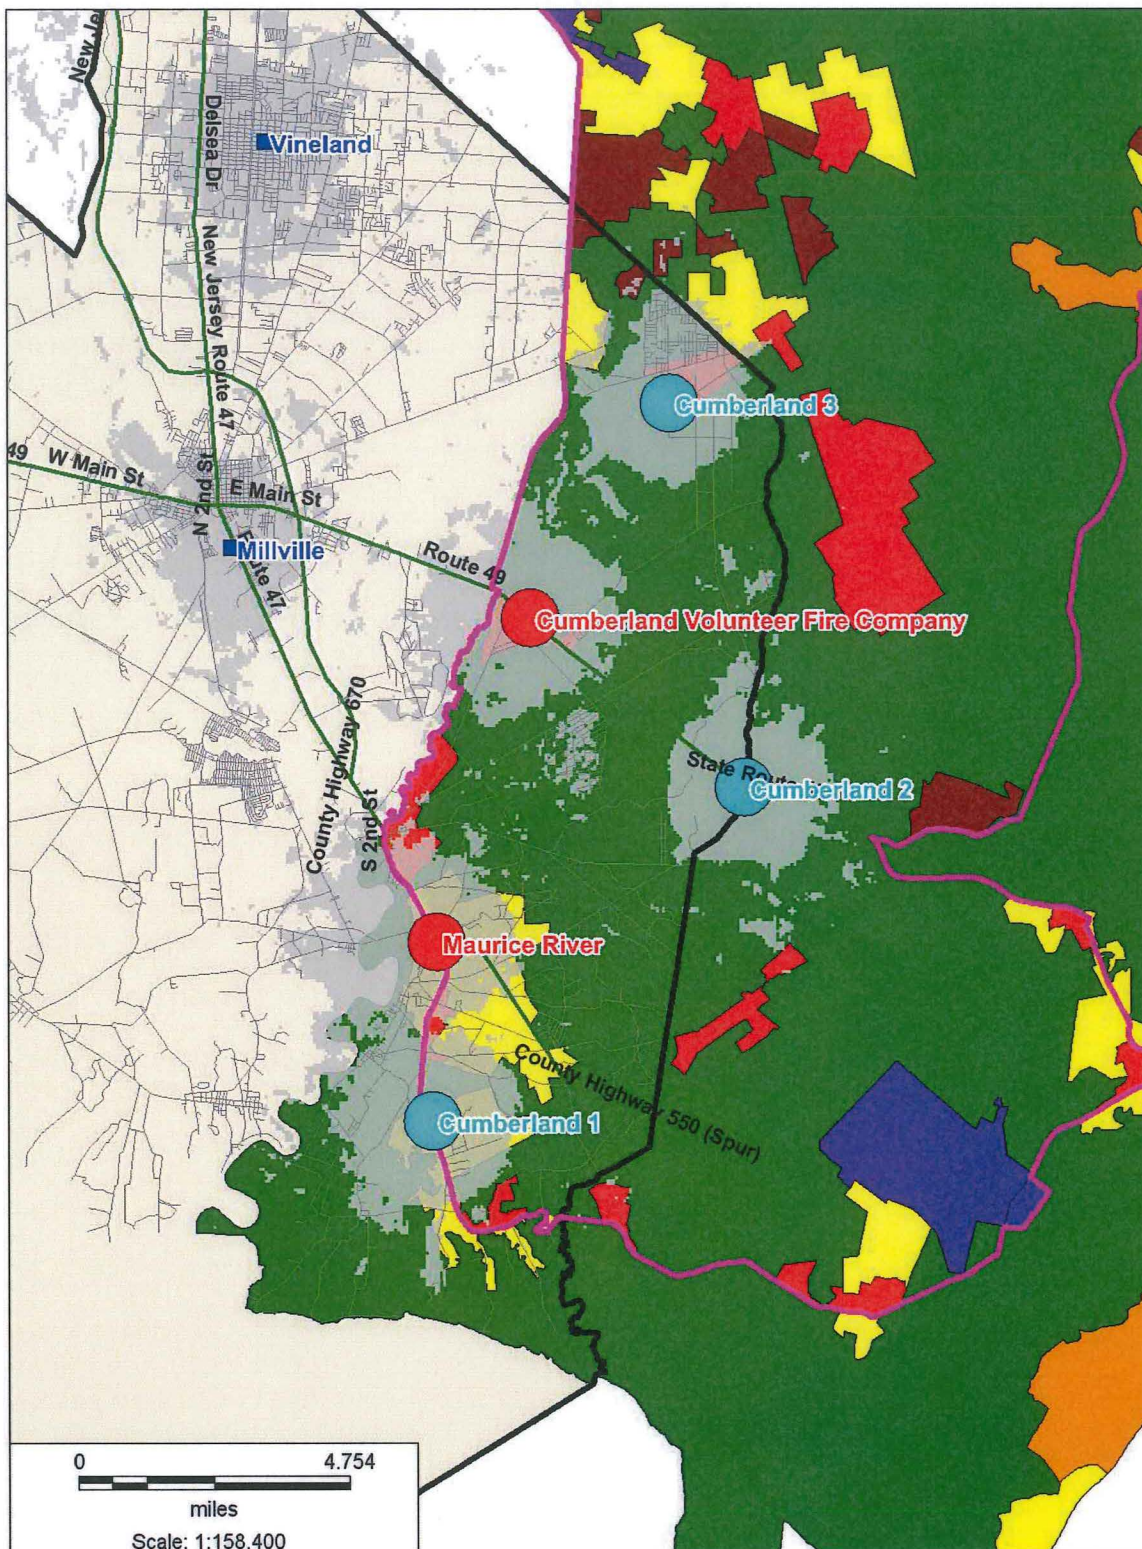 New Je
Delsea Dr
Vineland
New Jersey Route 47
Cumberland 3
49
W Main St
N 2nd St
E Main St
Millville
Route 47
Route 49
Cumberland Volunteer Fire Company
County Highway 670
S 2nd St
State Route
Cumberland 2
Maurice River
County Highway 550 (Spur)
Cumberland 1
0 4.754
miles
Scale: 1:158,400